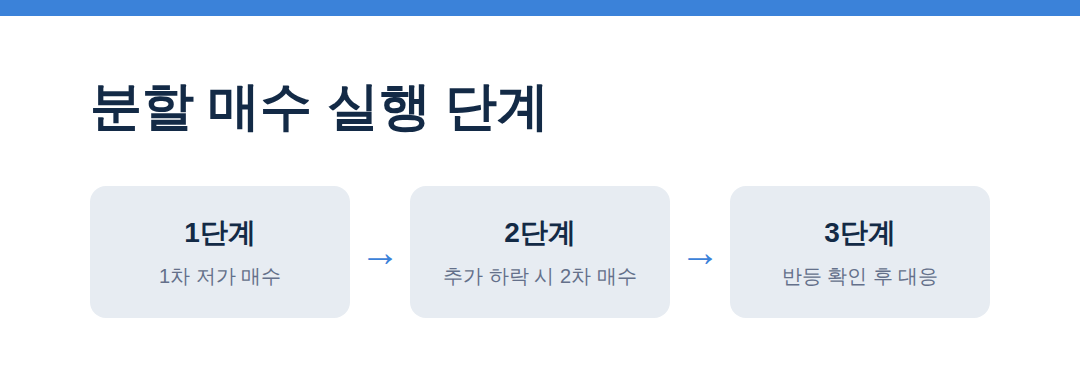 분할 매수 실행 단계
1단계
1차 저가 매수
→
2단계
추가 하락 시 2차 매수
→
3단계
반등 확인 후 대응